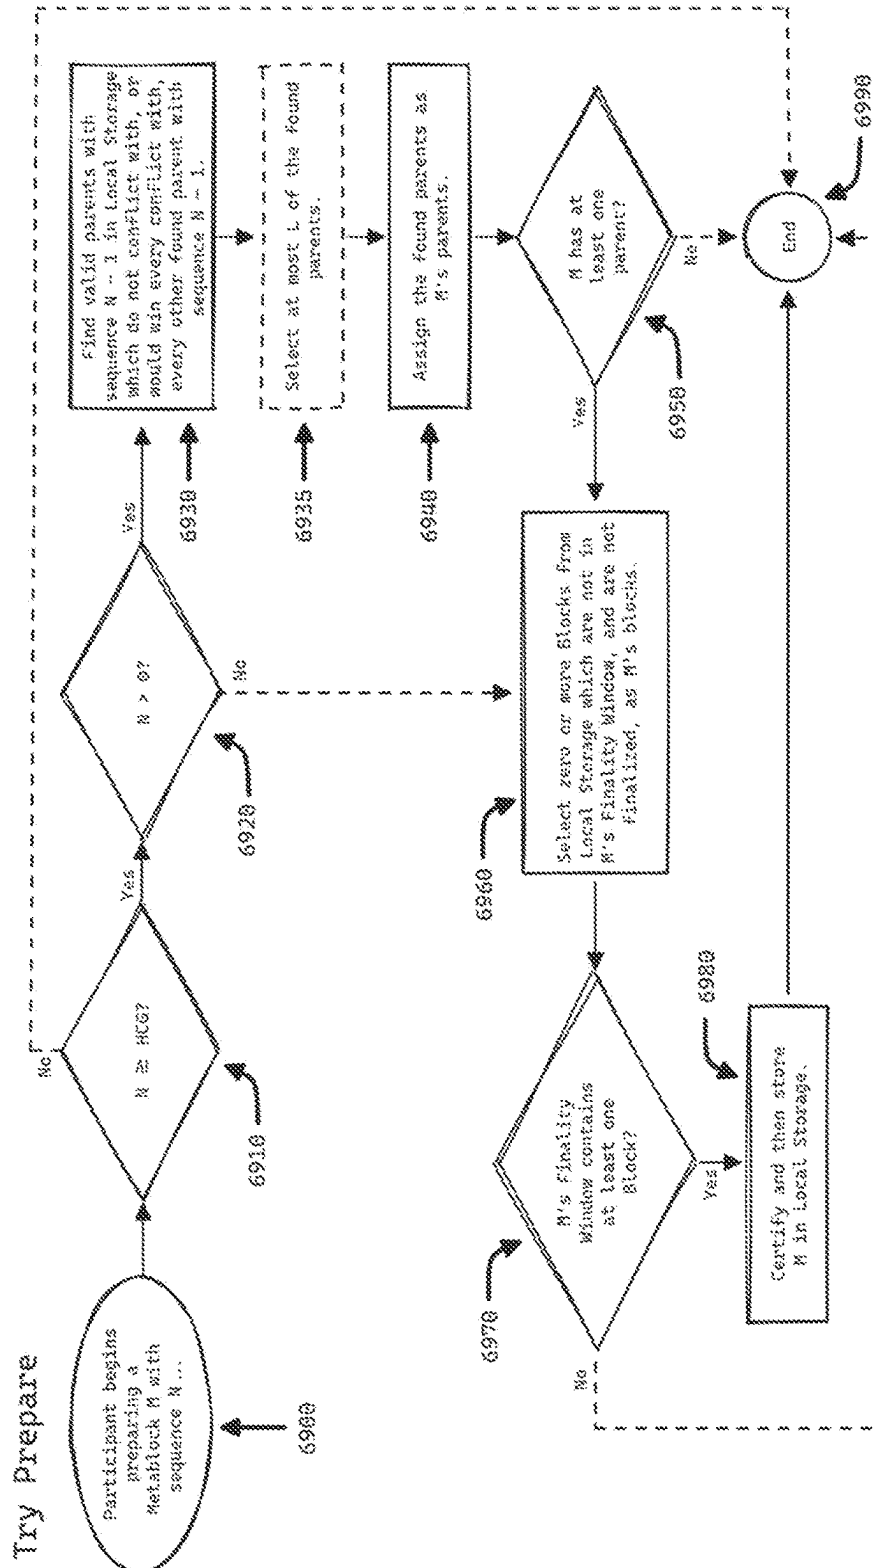 Try Prepare
Participant begins
preparing a
Metablock M with
sequence N...
6900
N ≥ HCG?
6910
No
Yes
N > 0?
6920
No
Yes
Find valid parents with
sequence N - 1 in Local Storage
which do not conflict with, or
would win every conflict with,
every other found parent with
sequence N - 1.
6930
Select at most L of the found
parents.
6935
Assign the found parents as
M's parents.
6940
M has at
least one
parent?
6950
Yes
No
Select zero or more Blocks from
Local Storage which are not in
M's Finality Window, and are not
finalized, as M's blocks.
6960
M's Finality
Window contains
at least one
Block?
6970
No
Yes
Certify and then store
M in Local Storage.
6980
End
6990